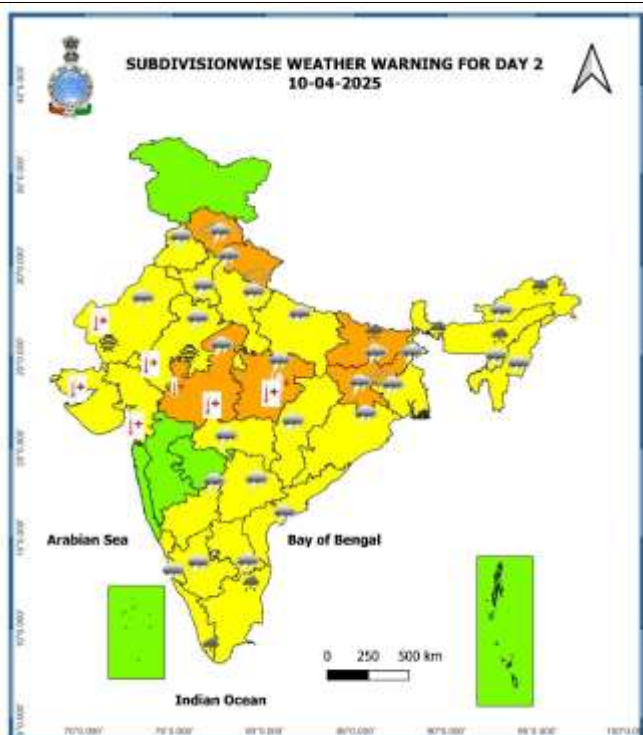 SUBDIVISIONWISE WEATHER WARNING FOR DAY 2
10-04-2025
Arabian Sea
Bay of Bengal
0 250 500 km
Indian Ocean